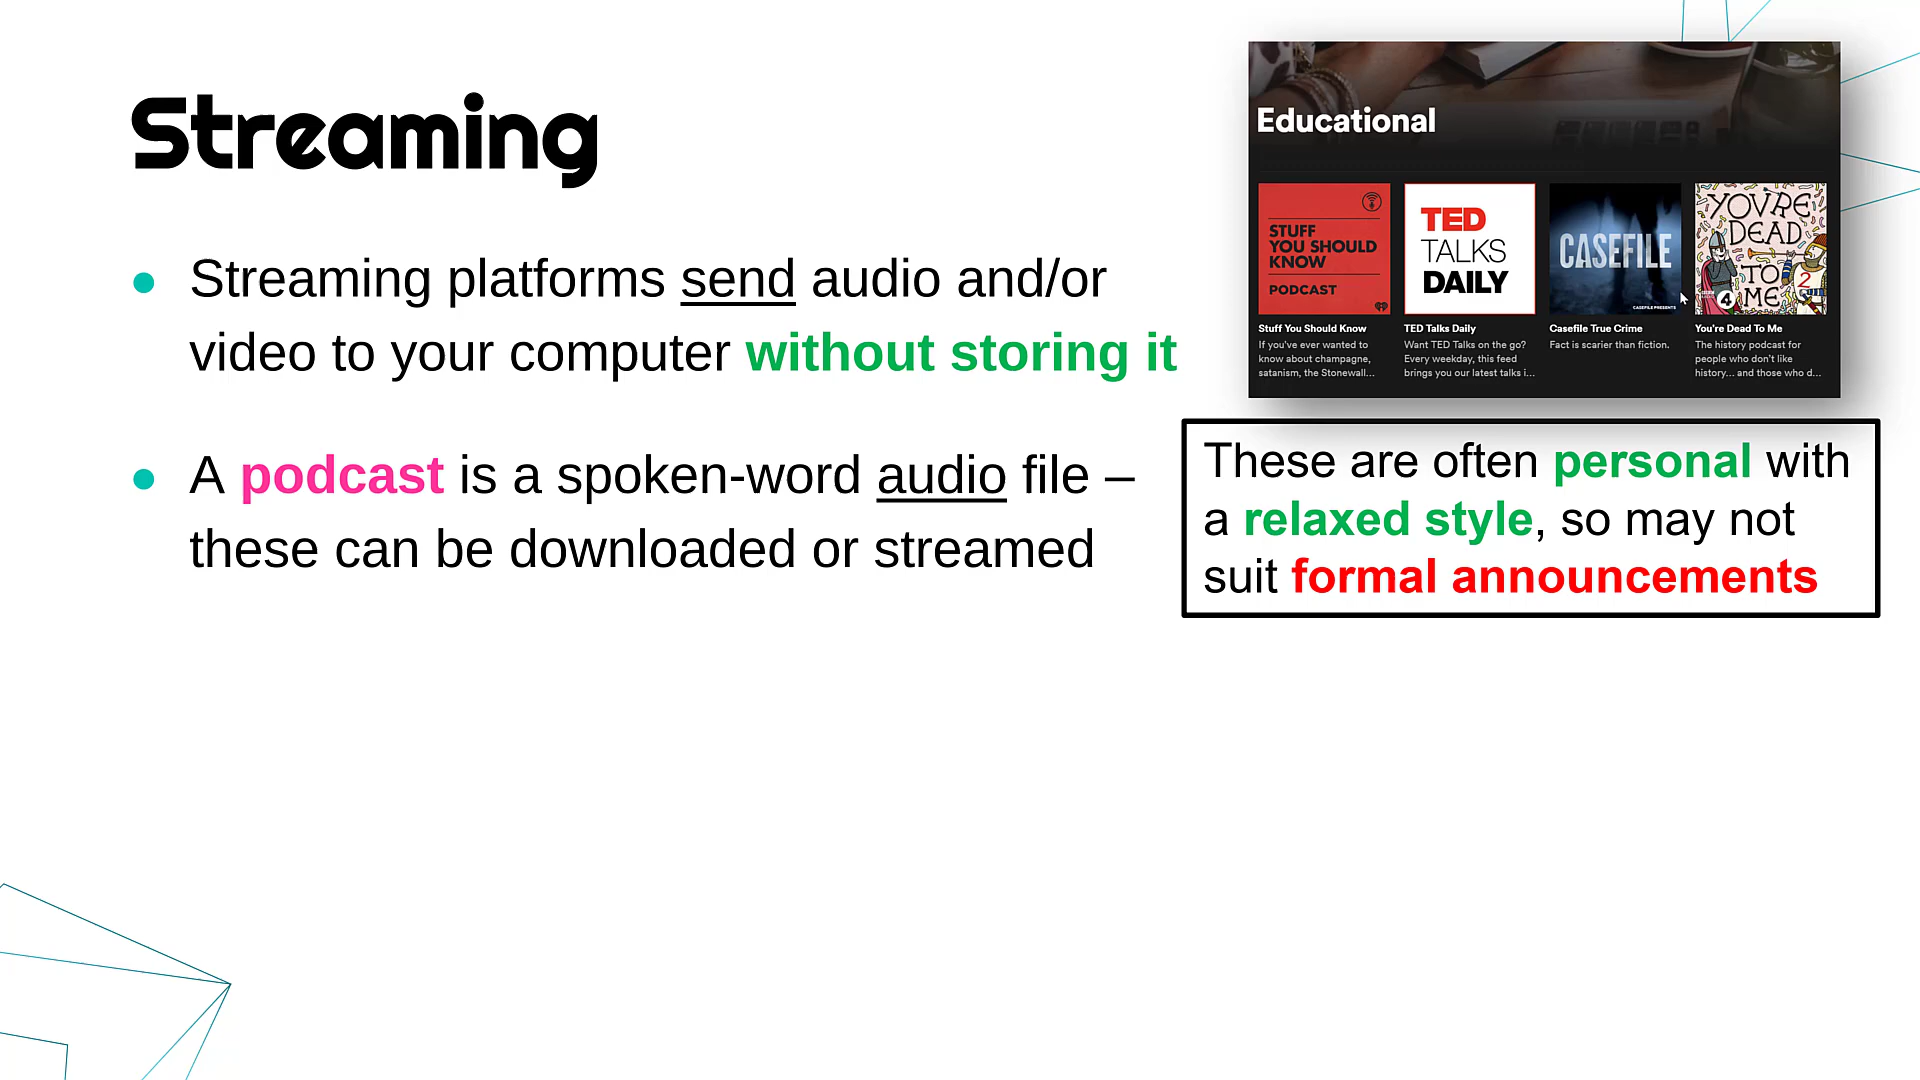 Streaming
Streaming platforms send audio and/or
video to your computer without storing it
A podcast is a spoken-word audio file –
these can be downloaded or streamed
Educational
STUFF
YOU SHOULD
KNOW
PODCAST
Stuff You Should Know
If you've ever wanted to
know about champagne,
satanism, the Stonewall...
TED
TALKS
DAILY
TED Talks Daily
Want TED Talks on the go?
Every weekday, this feed
brings you our latest talks i...
CASEFILE
CASEFILE PRESENTS
Casefile True Crime
Fact is scarier than fiction.
YOU'RE
DEAD
TO
ME
4
2
You're Dead To Me
The history podcast for
people who don't like
history... and those who d...
These are often personal with
a relaxed style, so may not
suit formal announcements